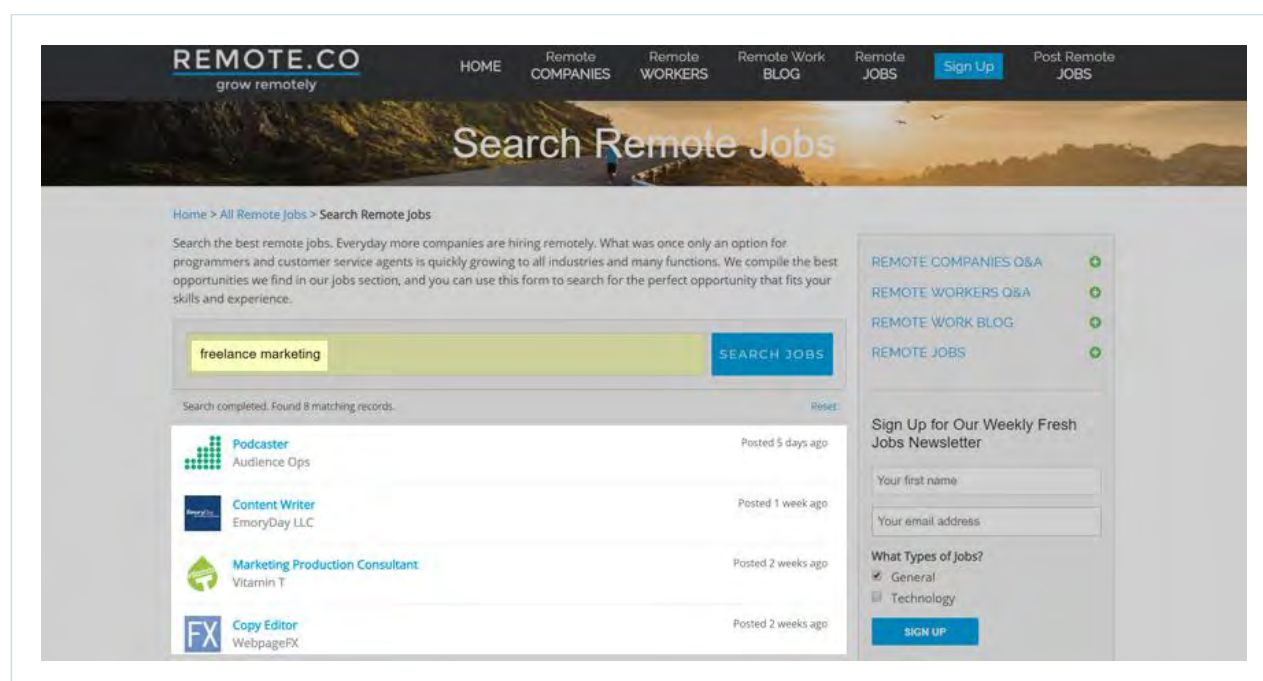 REMOTE.CO
grow remotely
HOME
Remote COMPANIES
Remote WORKERS
Remote Work BLOG
Remote JOBS
Sign Up
Post Remote JOBS
Search Remote Jobs
Home > All Remote Jobs > Search Remote Jobs
Search the best remote jobs. Everyday more companies are hiring remotely. What was once only an option for
programmers and customer service agents is quickly growing to all industries and many functions. We compile the best
opportunities we find in our jobs section, and you can use this form to search for the perfect opportunity that fits your
skills and experience.
freelance marketing
SEARCH JOBS
Search completed. Found 8 matching records.
Reset
Podcaster
Audience Ops
Posted 5 days ago
Content Writer
EmoryDay LLC
Posted 1 week ago
Marketing Production Consultant
Vitamin T
Posted 2 weeks ago
FX
Copy Editor
WebpageFX
Posted 2 weeks ago
REMOTE COMPANIES Q&A
REMOTE WORKERS Q&A
REMOTE WORK BLOG
REMOTE JOBS
Sign Up for Our Weekly Fresh
Jobs Newsletter
Your first name
Your email address
What Types of Jobs?
General
Technology
SIGN UP